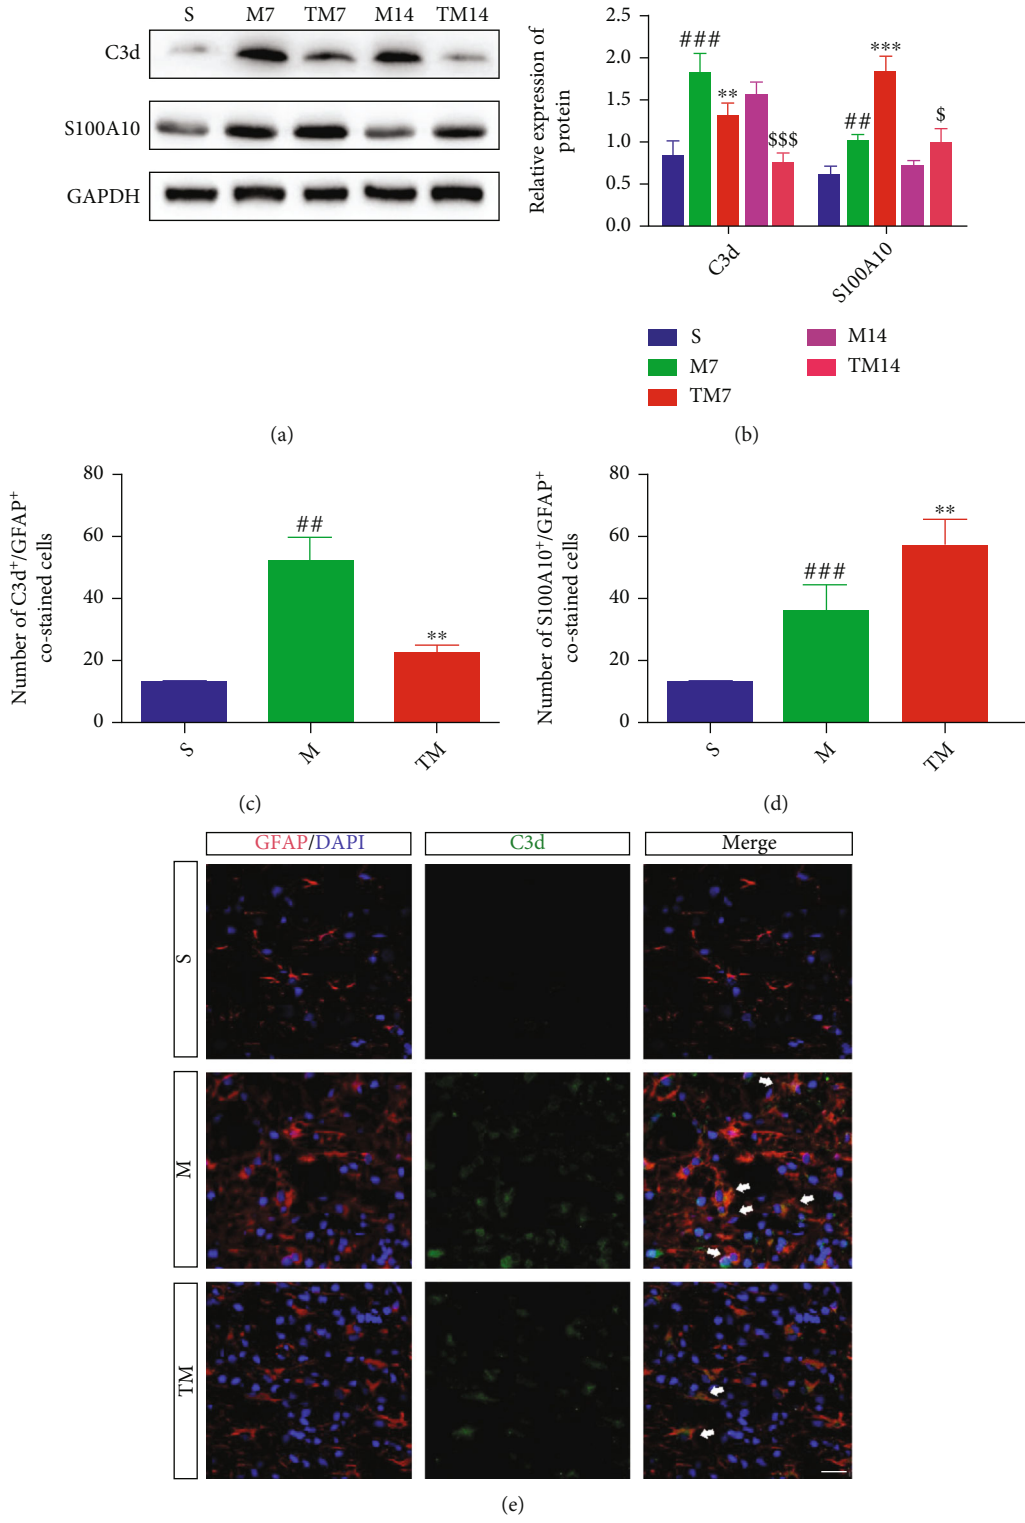 S M7 TM7 M14 TM14
C3d
S100A10
GAPDH
(a)
Relative expression of
protein
2.5
2.0
1.5
1.0
0.5
0.0
###
**
$$$
##
***
$
C3d
S100A10
S
M7
TM7
M14
TM14
(b)
Number of C3d⁺/GFAP⁺
co-stained cells
80
60
40
20
0
##
**
S
M
TM
(c)
Number of S100A10⁺/GFAP⁺
co-stained cells
80
60
40
20
0
###
**
S
M
TM
(d)
GFAP/DAPI
C3d
Merge
S
M
TM
(e)